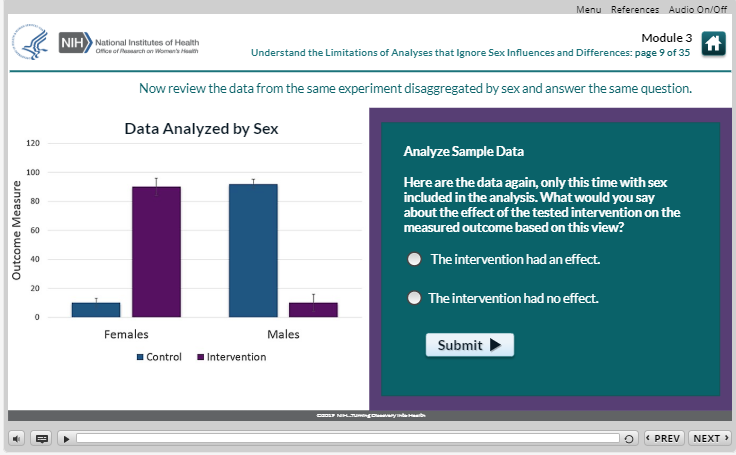 Menu References Audio On/Off
NIH National Institutes of Health
Office of Research on Women's Health
Module 3
Understand the Limitations of Analyses that Ignore Sex Influences and Differences: page 9 of 35
Now review the data from the same experiment disaggregated by sex and answer the same question.
Data Analyzed by Sex
120
100
80
60
40
20
0
Outcome Measure
Females Males
Control Intervention
Analyze Sample Data
Here are the data again, only this time with sex
included in the analysis. What would you say
about the effect of the tested intervention on the
measured outcome based on this view?
The intervention had an effect.
The intervention had no effect.
Submit
NIH...Turning Discovery Into Health
PREV NEXT